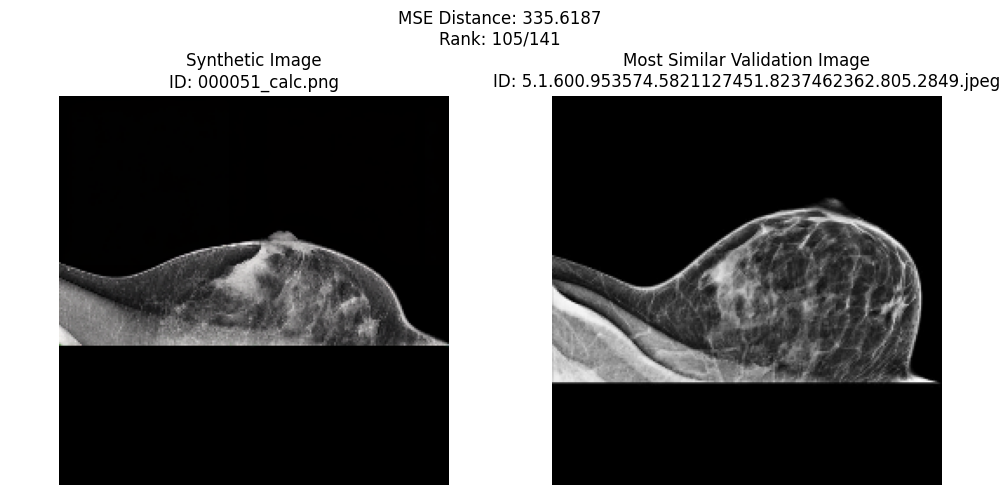 MSE Distance: 335.6187
Rank: 105/141
Synthetic Image
ID: 000051_calc.png
Most Similar Validation Image
ID: 5.1.600.953574.5821127451.8237462362.805.2849.jpeg